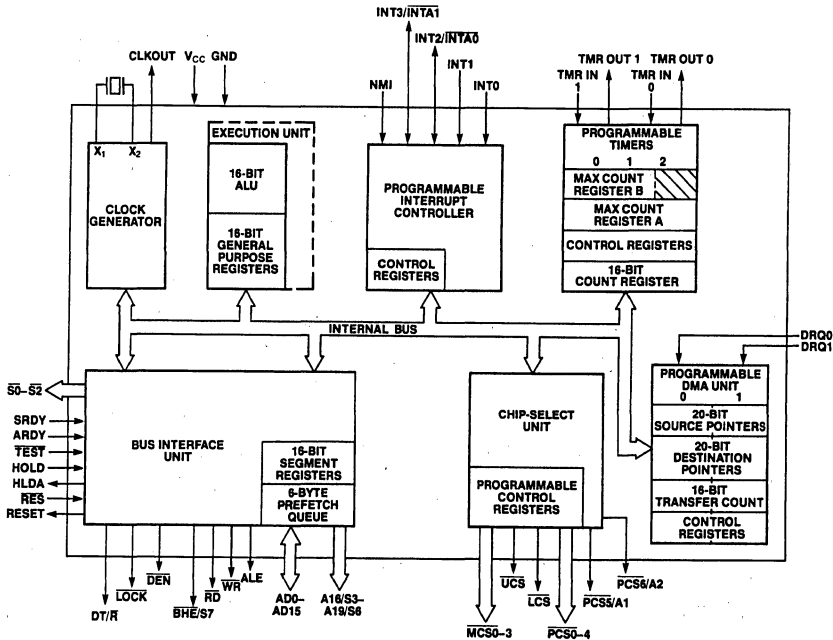 INT3/INTA1
INT2/INTA0
CLKOUT
VCC GND
INT1
NMI
INT0
TMR OUT 1
TMR OUT 0
TMR IN
1
TMR IN
0
X1
X2
CLOCK
GENERATOR
EXECUTION UNIT
16-BIT
ALU
16-BIT
GENERAL
PURPOSE
REGISTERS
PROGRAMMABLE
INTERRUPT
CONTROLLER
CONTROL
REGISTERS
PROGRAMMABLE
TIMERS
0 1 2
MAX COUNT
REGISTER B
MAX COUNT
REGISTER A
CONTROL REGISTERS
16-BIT
COUNT REGISTER
INTERNAL BUS
DRQ0
DRQ1
S0–S2
SRDY
ARDY
TEST
HOLD
HLDA
RES
RESET
BUS INTERFACE
UNIT
16-BIT
SEGMENT
REGISTERS
6-BYTE
PREFETCH
QUEUE
CHIP-SELECT
UNIT
PROGRAMMABLE
CONTROL
REGISTERS
PROGRAMMABLE
DMA UNIT
0 1
20-BIT
SOURCE POINTERS
20-BIT
DESTINATION
POINTERS
16-BIT
TRANSFER COUNT
CONTROL
REGISTERS
DT/R
LOCK
DEN
BHE/S7
RD
WR
ALE
AD0–
AD15
A16/S3–
A19/S6
MCS0–3
UCS
LCS
PCS0–4
PCS5/A1
PCS6/A2